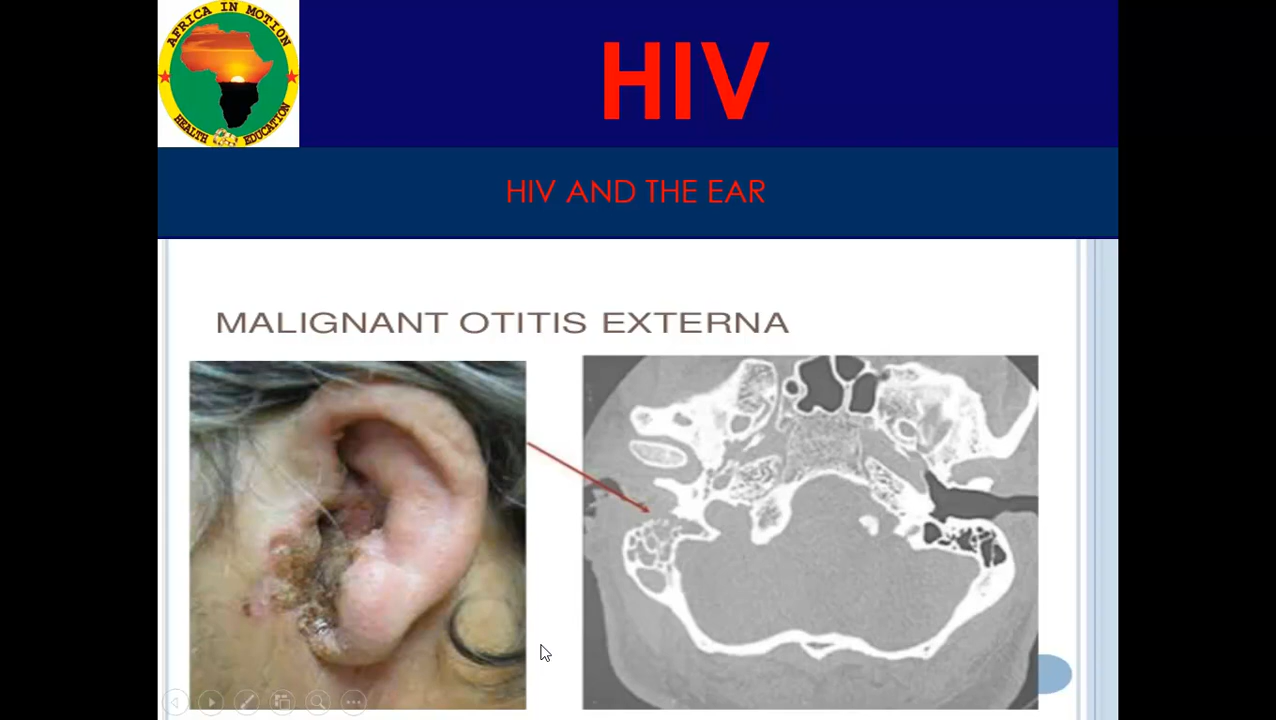 AFRICA IN MOTION
HEALTH EDUCATION
HIV
HIV AND THE EAR
MALIGNANT OTITIS EXTERNA